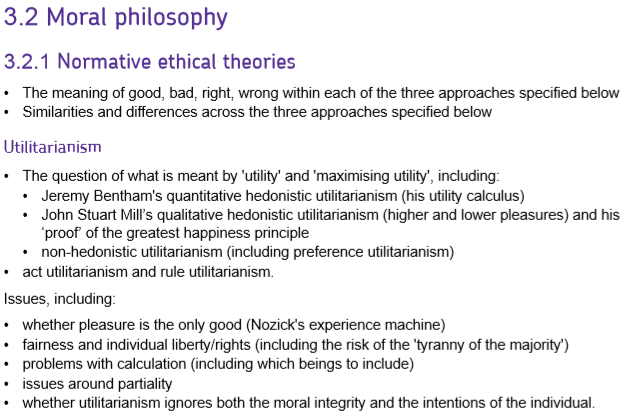 3.2 Moral philosophy
3.2.1 Normative ethical theories
• The meaning of good, bad, right, wrong within each of the three approaches specified below
• Similarities and differences across the three approaches specified below
Utilitarianism
• The question of what is meant by 'utility' and 'maximising utility', including:
• Jeremy Bentham's quantitative hedonistic utilitarianism (his utility calculus)
• John Stuart Mill’s qualitative hedonistic utilitarianism (higher and lower pleasures) and his
‘proof’ of the greatest happiness principle
• non-hedonistic utilitarianism (including preference utilitarianism)
• act utilitarianism and rule utilitarianism.
Issues, including:
• whether pleasure is the only good (Nozick's experience machine)
• fairness and individual liberty/rights (including the risk of the 'tyranny of the majority')
• problems with calculation (including which beings to include)
• issues around partiality
• whether utilitarianism ignores both the moral integrity and the intentions of the individual.